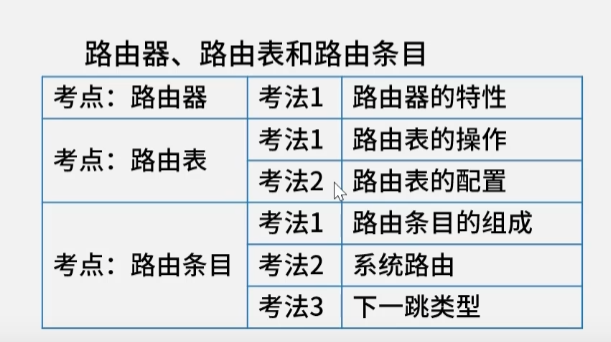 路由器、路由表和路由条目
考点：路由器 考法1 路由器的特性
考点：路由表 考法1 路由表的操作
考法2 路由表的配置
考点：路由条目 考法1 路由条目的组成
考法2 系统路由
考法3 下一跳类型